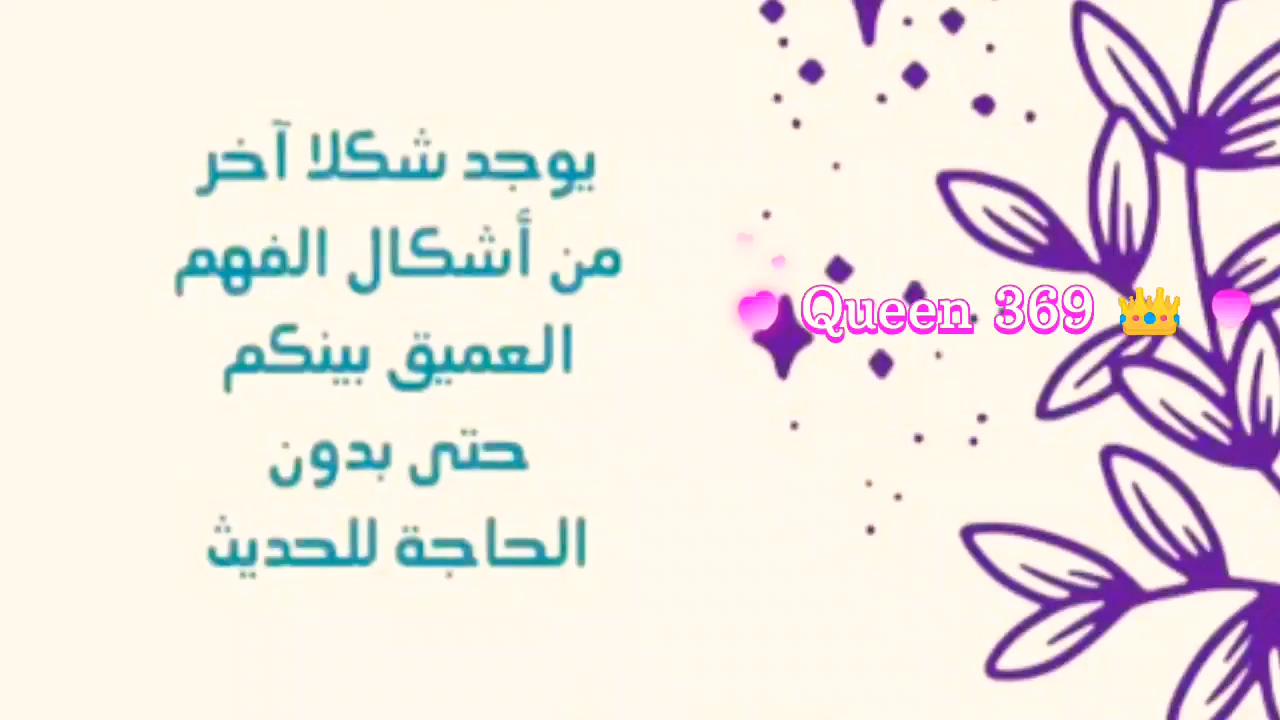 يوجد شكلا آخر
من أشكال الفهم
العميق بينكم
حتى بدون
الحاجة للحديث
Queen 369